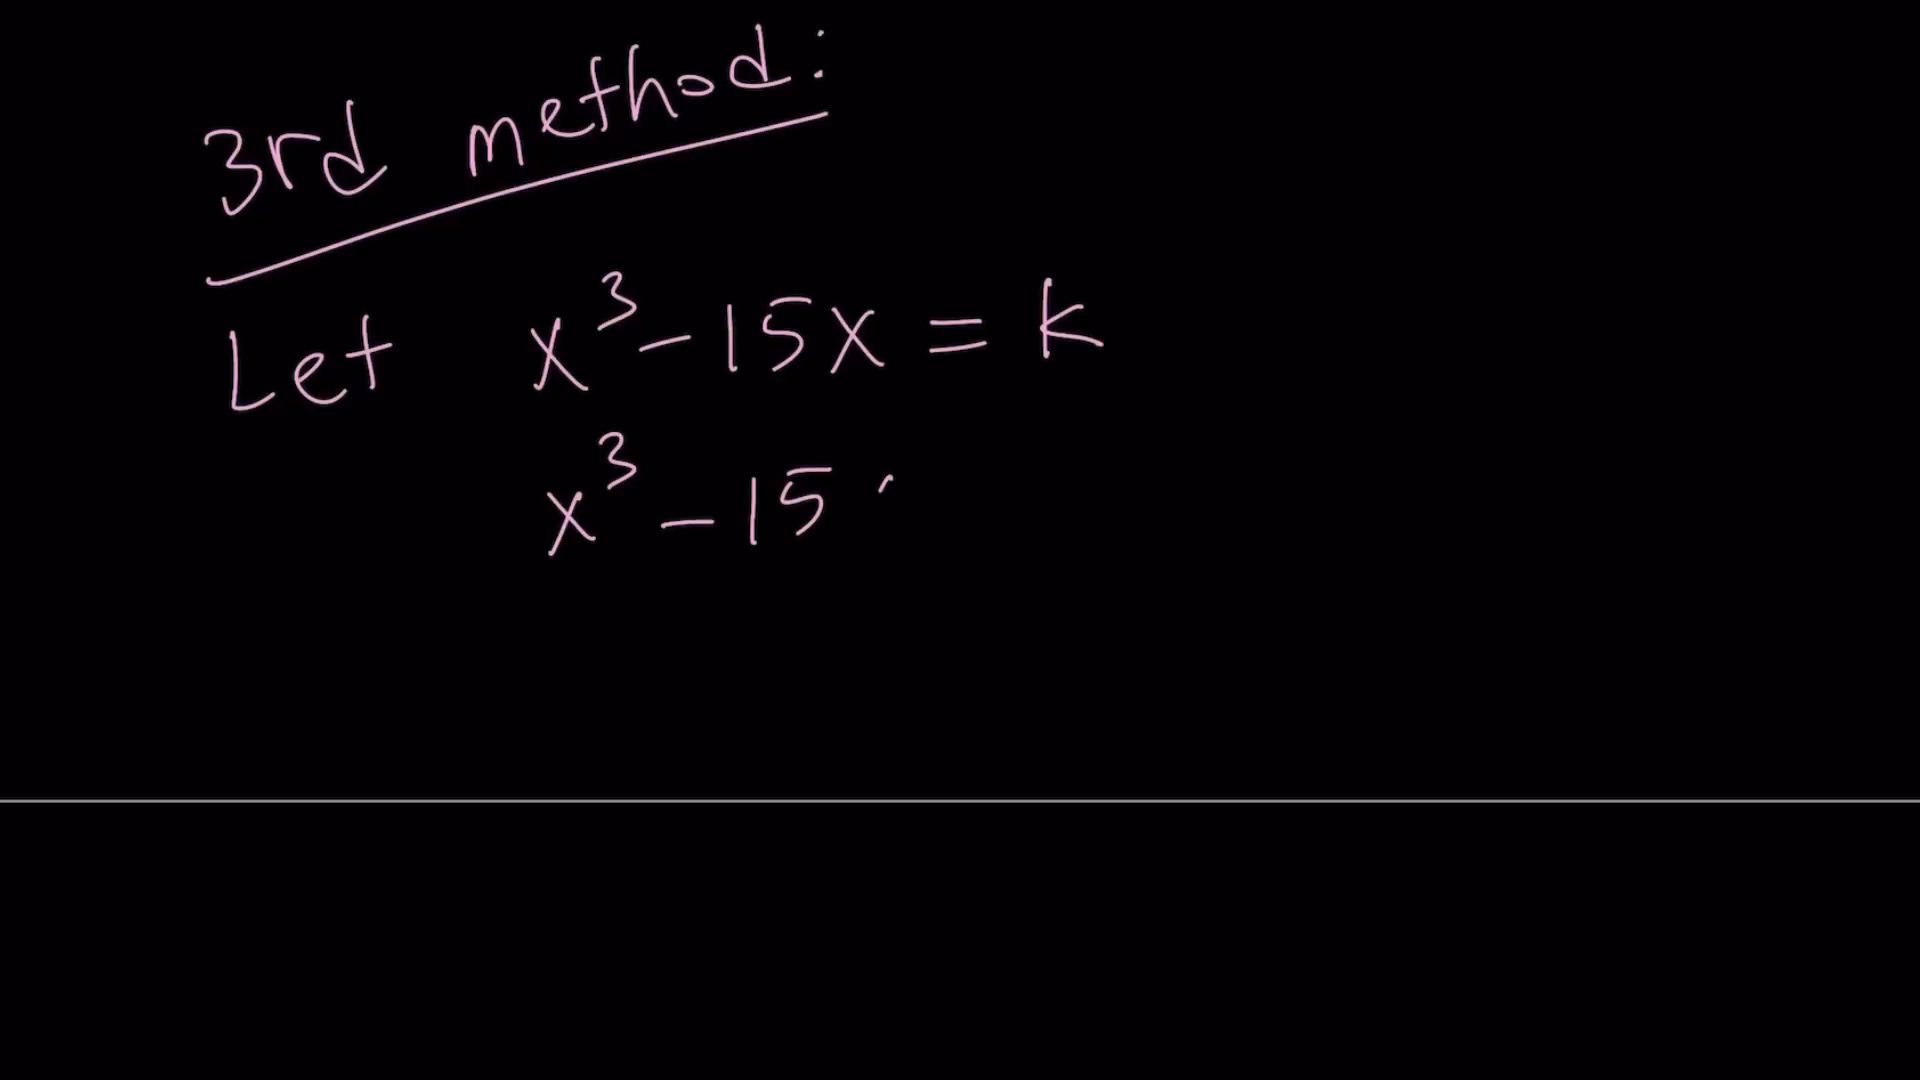 3rd method:
Let x³ - 15x = k
x³ - 15